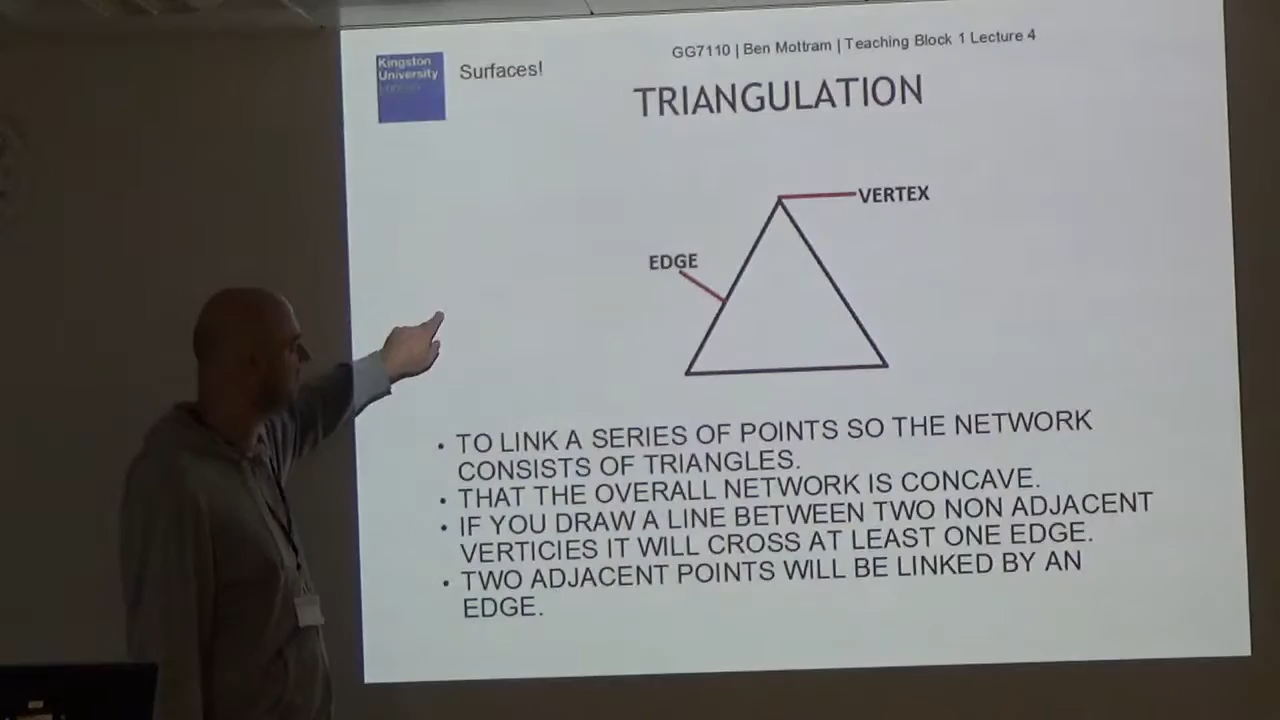 Kingston
University
London
Surfaces!
GG7110 | Ben Mottram | Teaching Block 1 Lecture 4
TRIANGULATION
VERTEX
EDGE
• TO LINK A SERIES OF POINTS SO THE NETWORK
CONSISTS OF TRIANGLES.
• THAT THE OVERALL NETWORK IS CONCAVE.
• IF YOU DRAW A LINE BETWEEN TWO NON ADJACENT
VERTICIES IT WILL CROSS AT LEAST ONE EDGE.
• TWO ADJACENT POINTS WILL BE LINKED BY AN
EDGE.